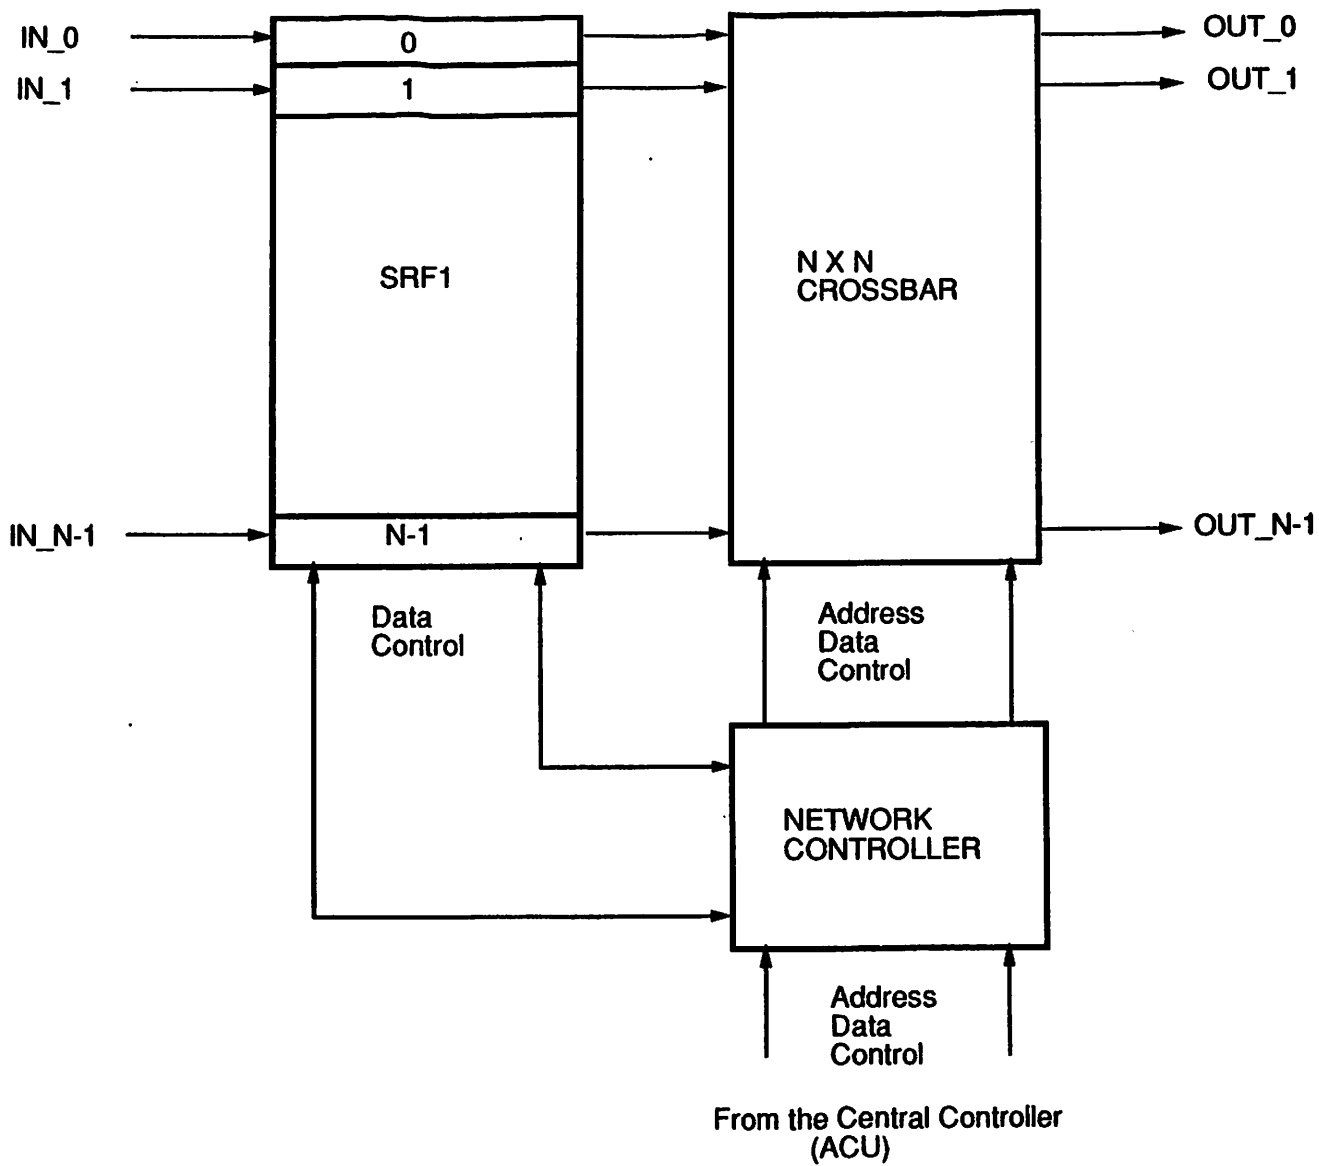 IN_0
0
OUT_0
IN_1
1
OUT_1
SRF1
N X N
CROSSBAR
IN_N-1
N-1
OUT_N-1
Data
Control
Address
Data
Control
NETWORK
CONTROLLER
Address
Data
Control
From the Central Controller
(ACU)